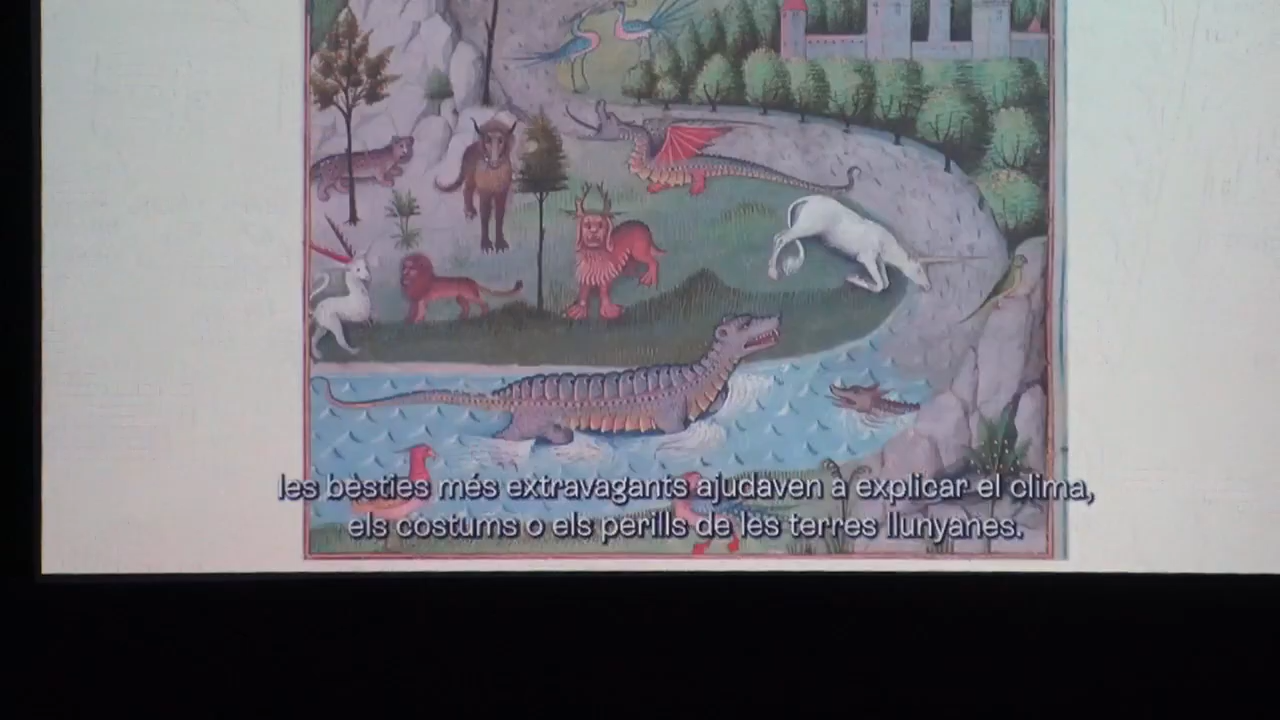 les bèsties més extravagants ajudaven a explicar el clima,
els costums o els perills de les terres llunyanes.